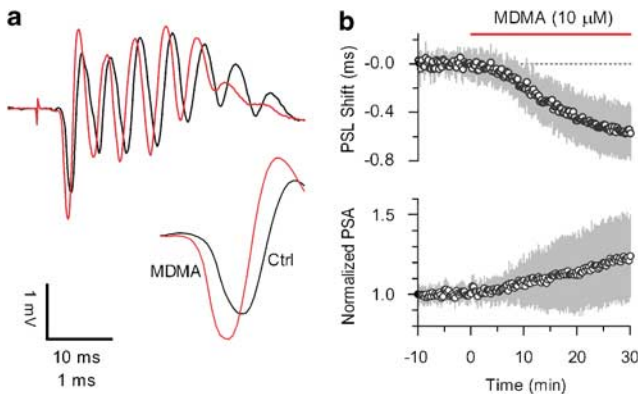 a
MDMA
Ctrl
1 mV
10 ms
1 ms
b
MDMA (10 μM)
PSL Shift (ms)
-0.0
-0.4
-0.8
Normalized PSA
1.5
1.0
-10 0 10 20 30
Time (min)